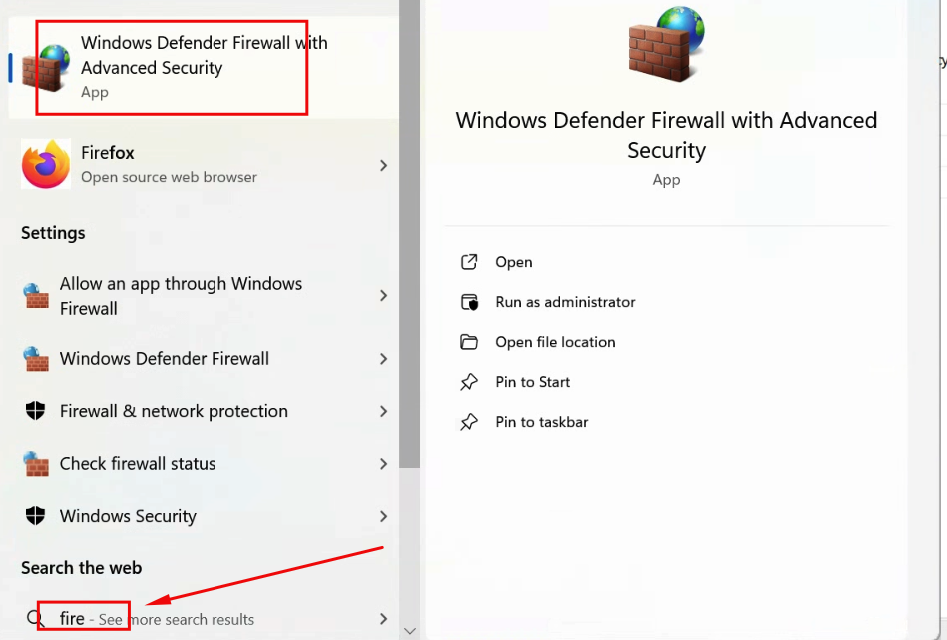 Windows Defender Firewall with
Advanced Security
App
Firefox
Open source web browser
Settings
Allow an app through Windows
Firewall
Windows Defender Firewall
Firewall & network protection
Check firewall status
Windows Security
Search the web
fire - See more search results
Windows Defender Firewall with Advanced
Security
App
Open
Run as administrator
Open file location
Pin to Start
Pin to taskbar